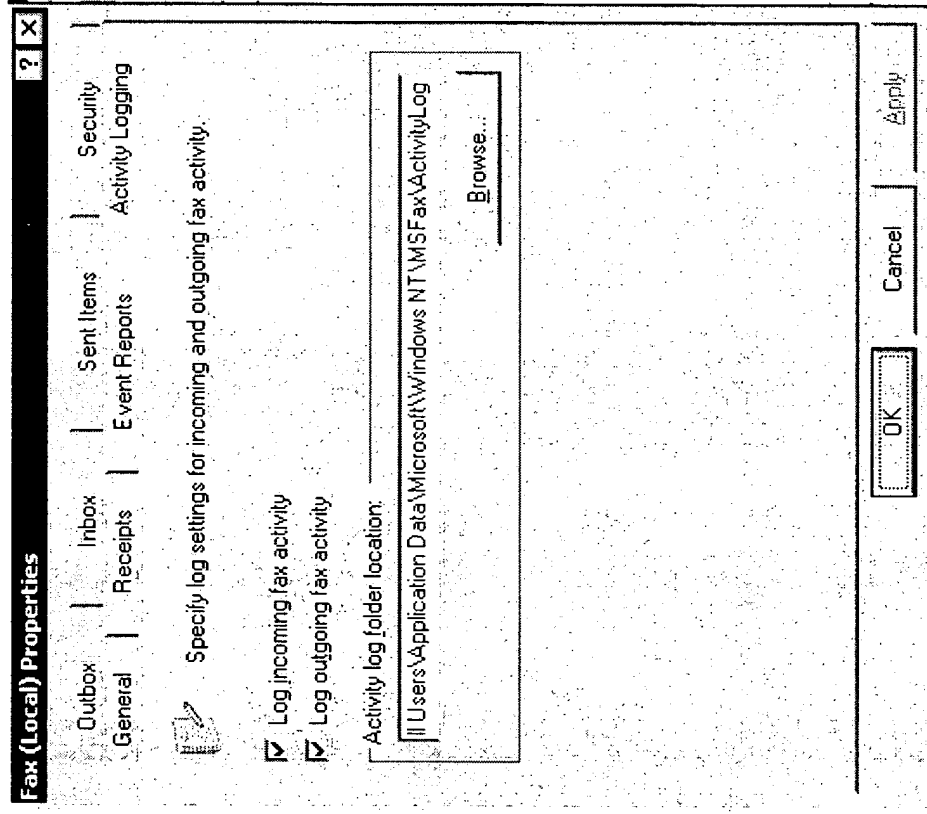 Fax (Local) Properties
? ×
Outbox Inbox Sent Items Security
General Receipts Event Reports Activity Logging
Specify log settings for incoming and outgoing fax activity.
Log incoming fax activity
Log outgoing fax activity
Activity log folder location:
ll Users\Application Data\Microsoft\Windows NT\MSFax\ActivityLog
Browse...
OK Cancel Apply